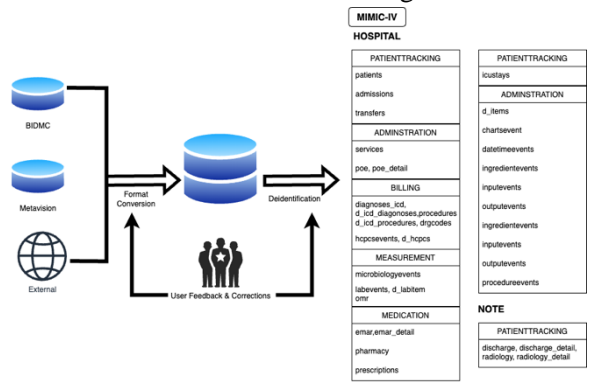 MIMIC-IV
HOSPITAL
BIDMC
Metavision
External
Format
Conversion
Deidentification
User Feedback & Corrections
PATIENTTRACKING
patients
admissions
transfers
ADMINSTRATION
services
poe, poe_detail
BILLING
diagnoses_icd,
d_icd_diagonoses,procedures
d_icd_procedures, drgcodes
hcpcsevents, d_hcpcs
MEASUREMENT
microbiologyevents
labevents, d_labitem
omr
MEDICATION
emar,emar_detail
pharmacy
prescriptions
PATIENTTRACKING
icustays
ADMINSTRATION
d_items
chartsevent
datetimeevents
ingredientevents
inputevents
outputevents
ingredientevents
inputevents
outputevents
procedureevents
NOTE
PATIENTTRACKING
discharge, discharge_detail,
radiology, radiology_detail